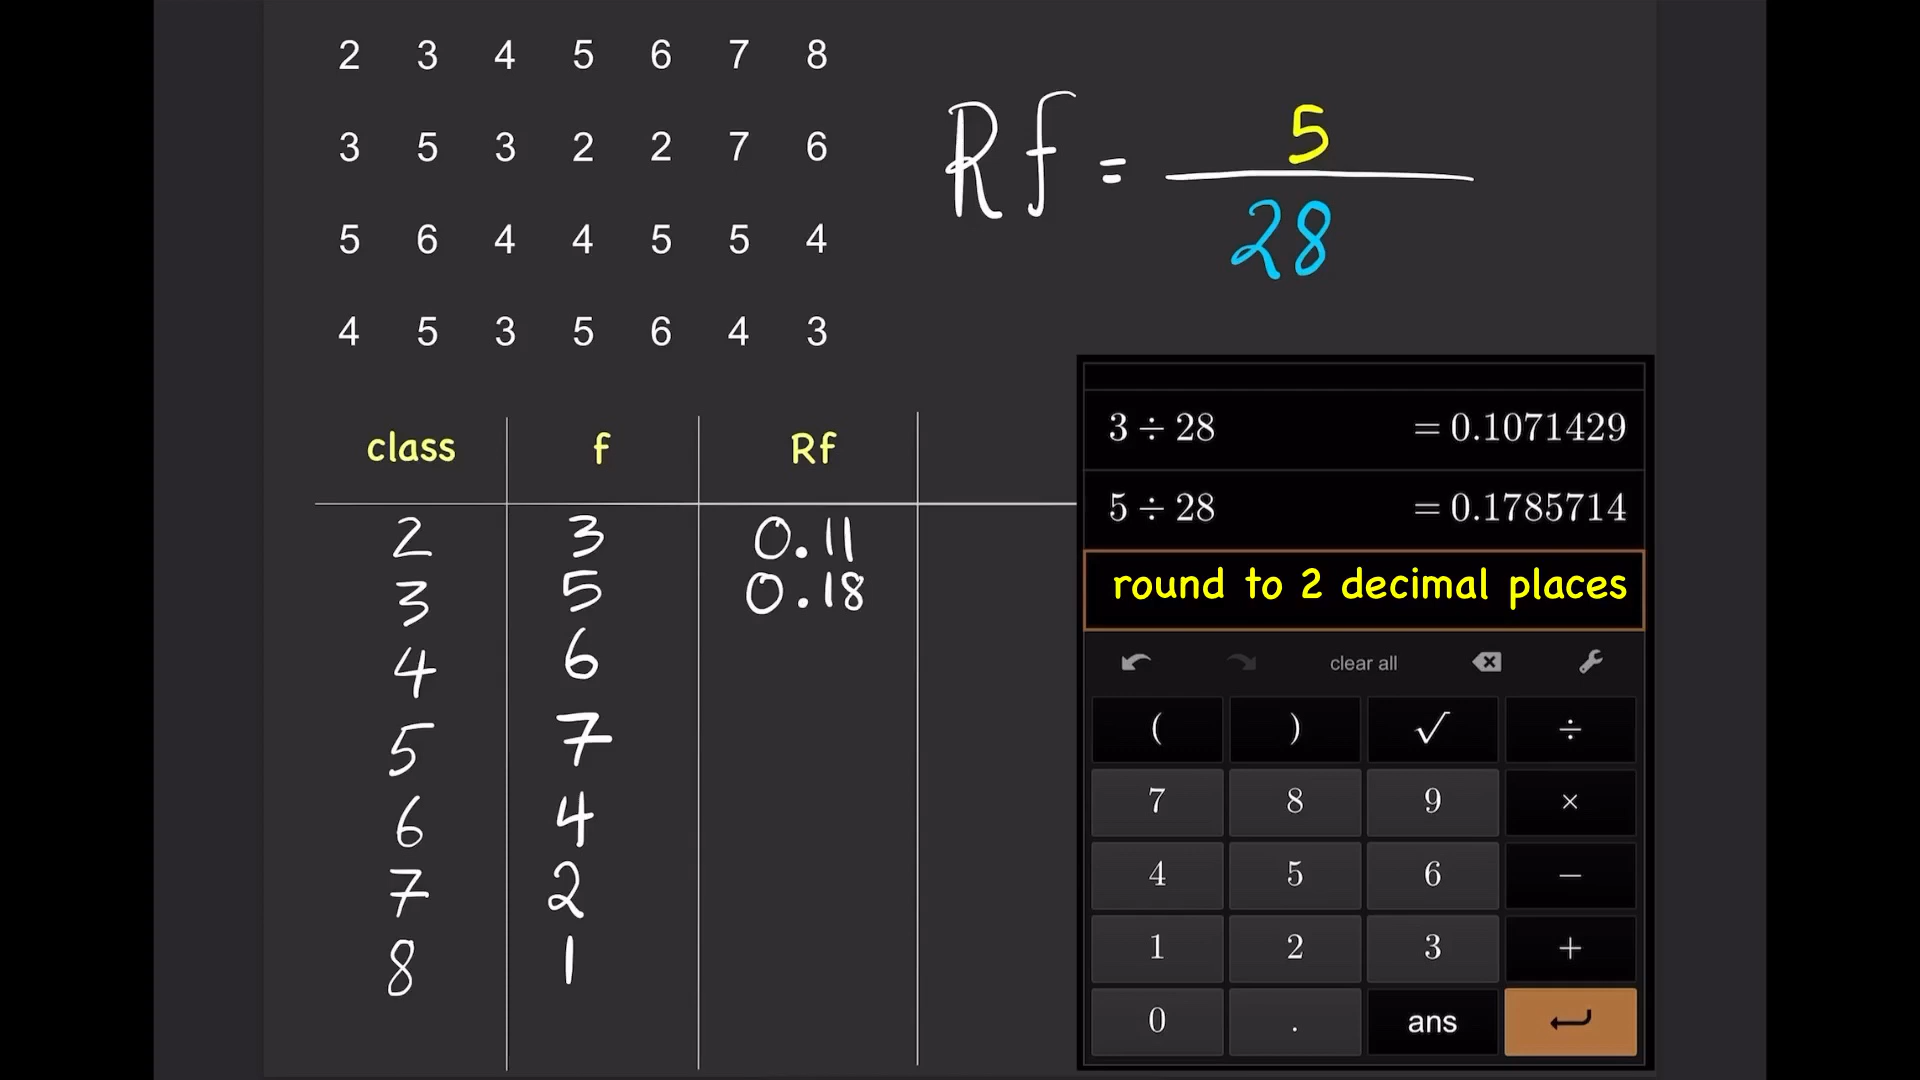 2 3 4 5 6 7 8
3 5 3 2 2 7 6
5 6 4 4 5 5 4
4 5 3 5 6 4 3
Rf = 5
28
class f Rf
2 3 0.11
3 5 0.18
4 6
5 7
6 4
7 2
8 1
3 ÷ 28 = 0.1071429
5 ÷ 28 = 0.1785714
round to 2 decimal places
clear all
( ) √ ÷
7 8 9 ×
4 5 6 −
1 2 3 +
0 . ans